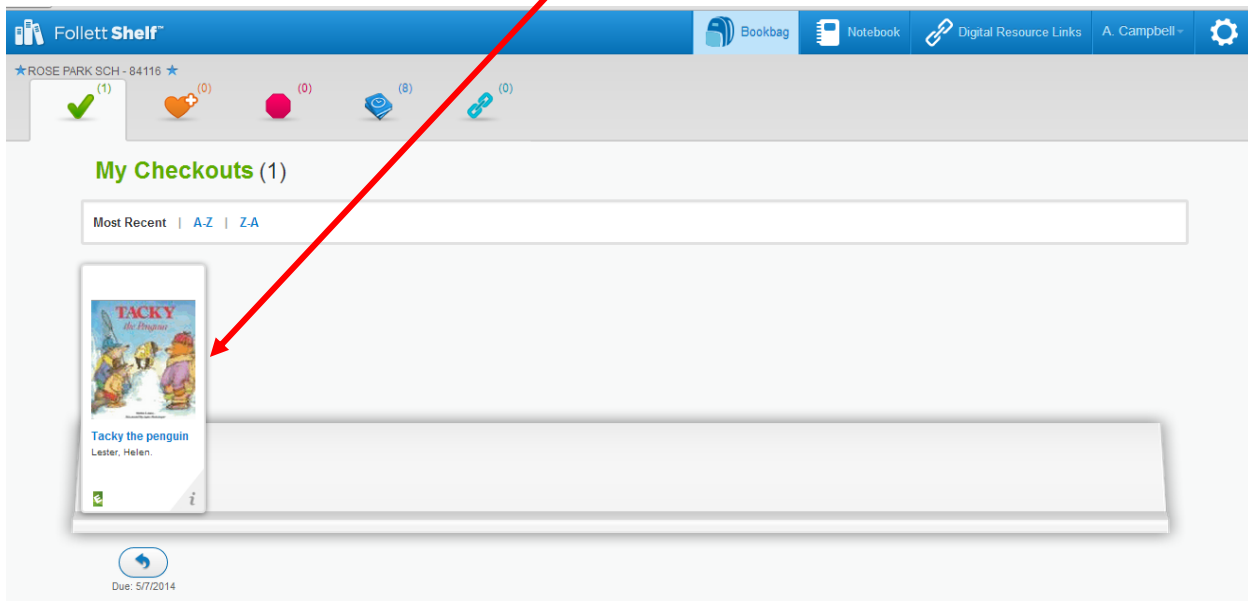 Follett Shelf™
Bookbag
Notebook
Digital Resource Links
A. Campbell
★ROSE PARK SCH - 84116 ★
(1)
(0)
(0)
(8)
(0)
My Checkouts (1)
Most Recent | A-Z | Z-A
TACKY
the Penguin
Tacky the penguin
Lester, Helen.
E
i
Due: 5/7/2014